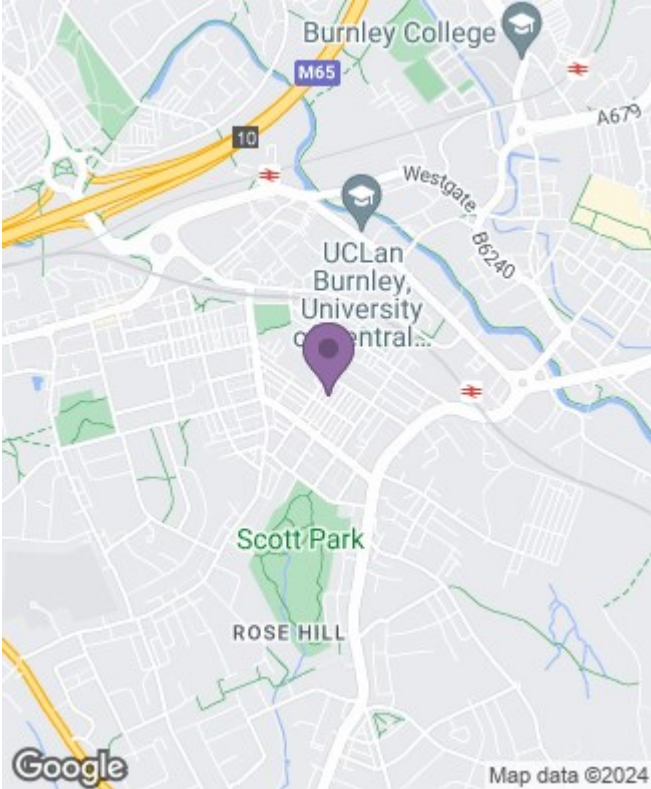 Burnley College
M65
10
A679
Westgate
B6240
UCLan
Burnley,
University
of Central...
Scott Park
ROSE HILL
Google
Map data ©2024